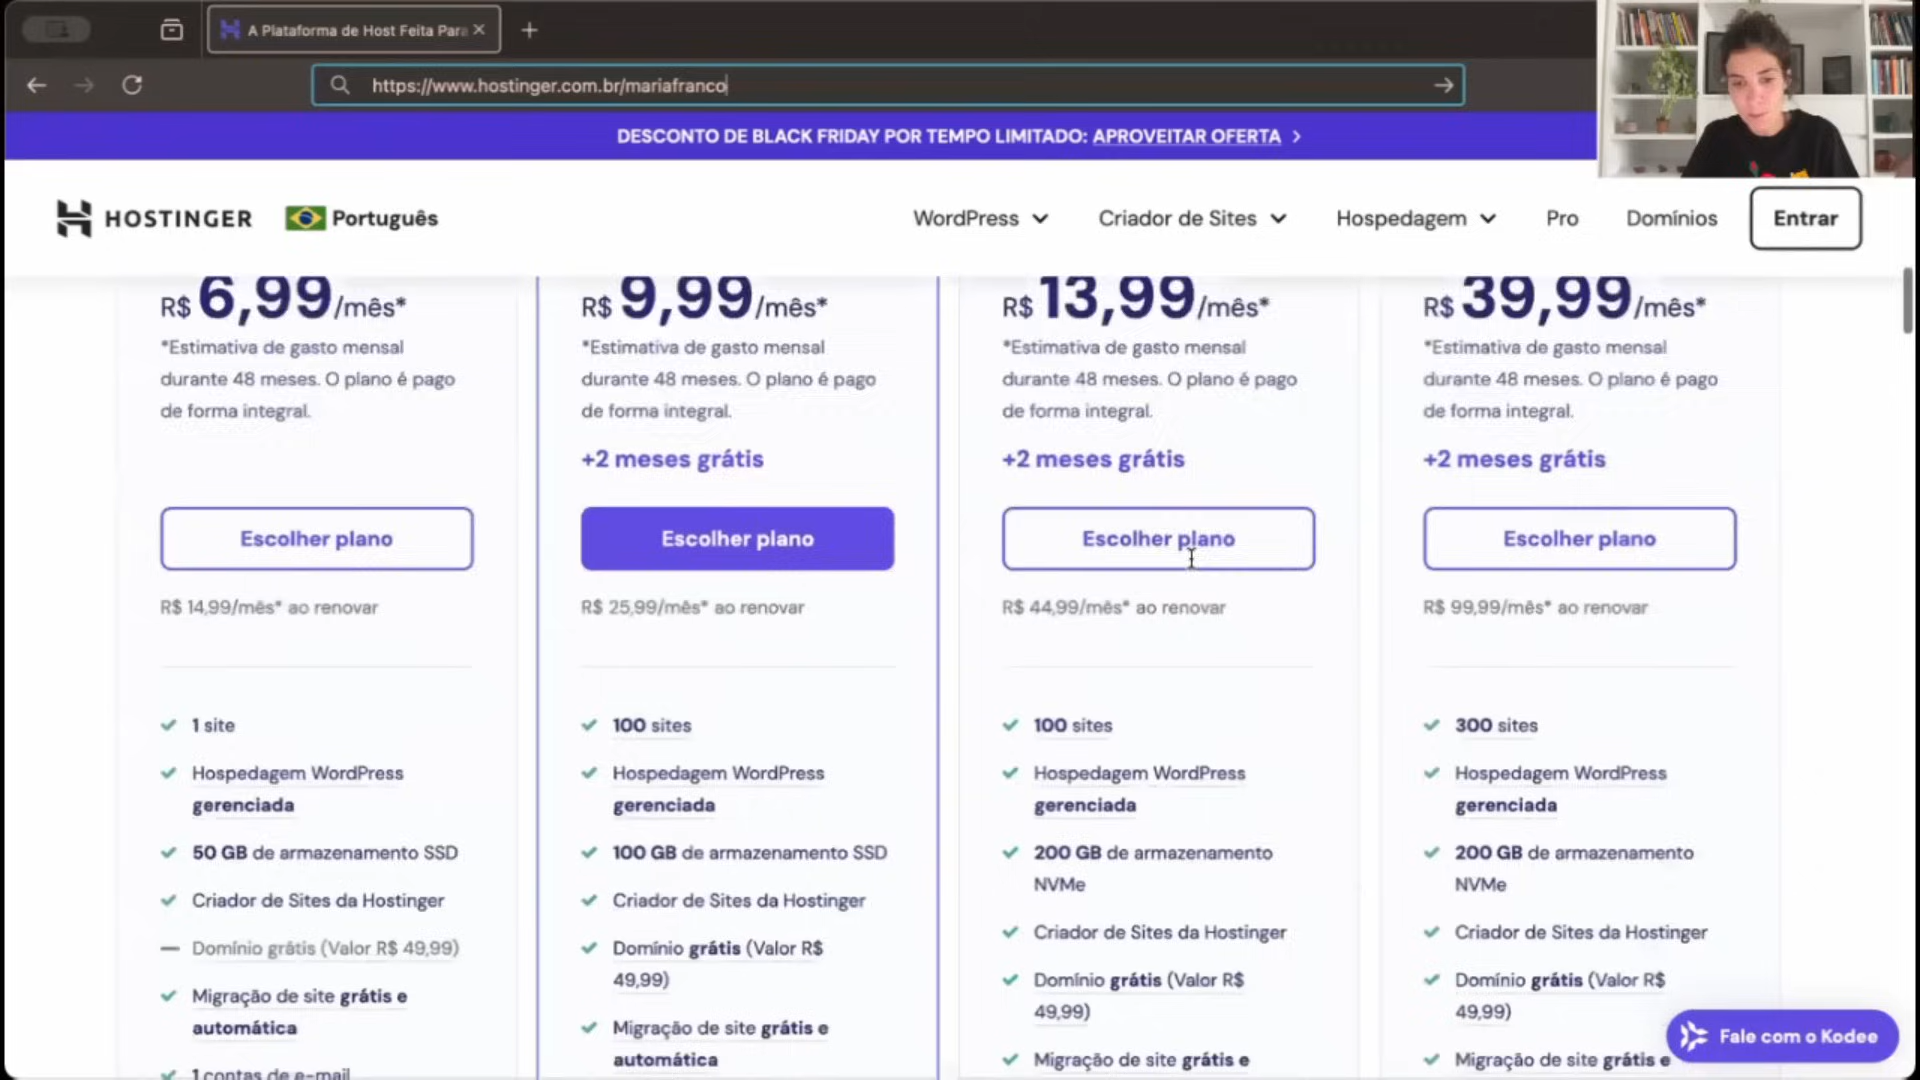 A Plataforma de Host Feita Para
https://www.hostinger.com.br/mariafranco
DESCONTO DE BLACK FRIDAY POR TEMPO LIMITADO: APROVEITAR OFERTA
HOSTINGER
Português
WordPress
Criador de Sites
Hospedagem
Pro
Domínios
Entrar
R$ 6,99/mês*
*Estimativa de gasto mensal
durante 48 meses. O plano é pago
de forma integral.
Escolher plano
R$ 14,99/mês* ao renovar
1 site
Hospedagem WordPress
gerenciada
50 GB de armazenamento SSD
Criador de Sites da Hostinger
Domínio grátis (Valor R$ 49,99)
Migração de site grátis e
automática
1 contas de e-mail
R$ 9,99/mês*
*Estimativa de gasto mensal
durante 48 meses. O plano é pago
de forma integral.
+2 meses grátis
Escolher plano
R$ 25,99/mês* ao renovar
100 sites
Hospedagem WordPress
gerenciada
100 GB de armazenamento SSD
Criador de Sites da Hostinger
Domínio grátis (Valor R$
49,99)
Migração de site grátis e
automática
R$ 13,99/mês*
*Estimativa de gasto mensal
durante 48 meses. O plano é pago
de forma integral.
+2 meses grátis
Escolher plano
R$ 44,99/mês* ao renovar
100 sites
Hospedagem WordPress
gerenciada
200 GB de armazenamento
NVMe
Criador de Sites da Hostinger
Domínio grátis (Valor R$
49,99)
Migração de site grátis e
R$ 39,99/mês*
*Estimativa de gasto mensal
durante 48 meses. O plano é pago
de forma integral.
+2 meses grátis
Escolher plano
R$ 99,99/mês* ao renovar
300 sites
Hospedagem WordPress
gerenciada
200 GB de armazenamento
NVMe
Criador de Sites da Hostinger
Domínio grátis (Valor R$
49,99)
Migração de site grátis e
Fale com o Kodee